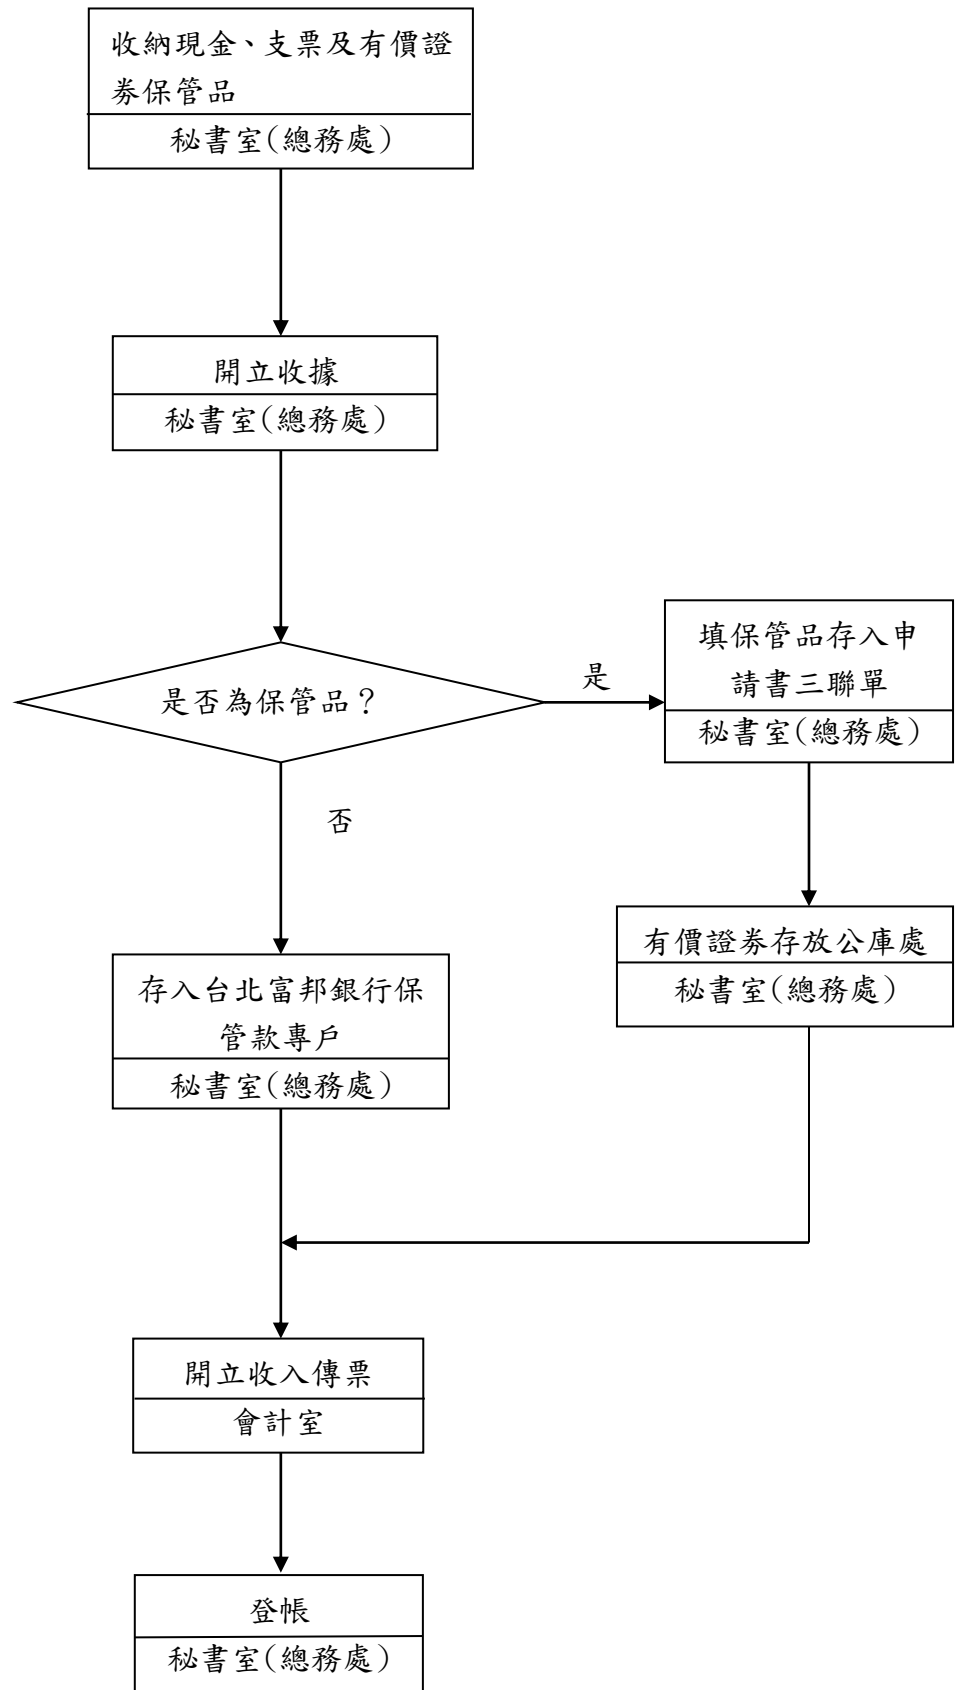 收納現金、支票及有價證
券保管品
秘書室(總務處)
開立收據
秘書室(總務處)
是否為保管品？
是
填保管品存入申
請書三聯單
秘書室(總務處)
否
有價證券存放公庫處
秘書室(總務處)
存入台北富邦銀行保
管款專戶
秘書室(總務處)
開立收入傳票
會計室
登帳
秘書室(總務處)